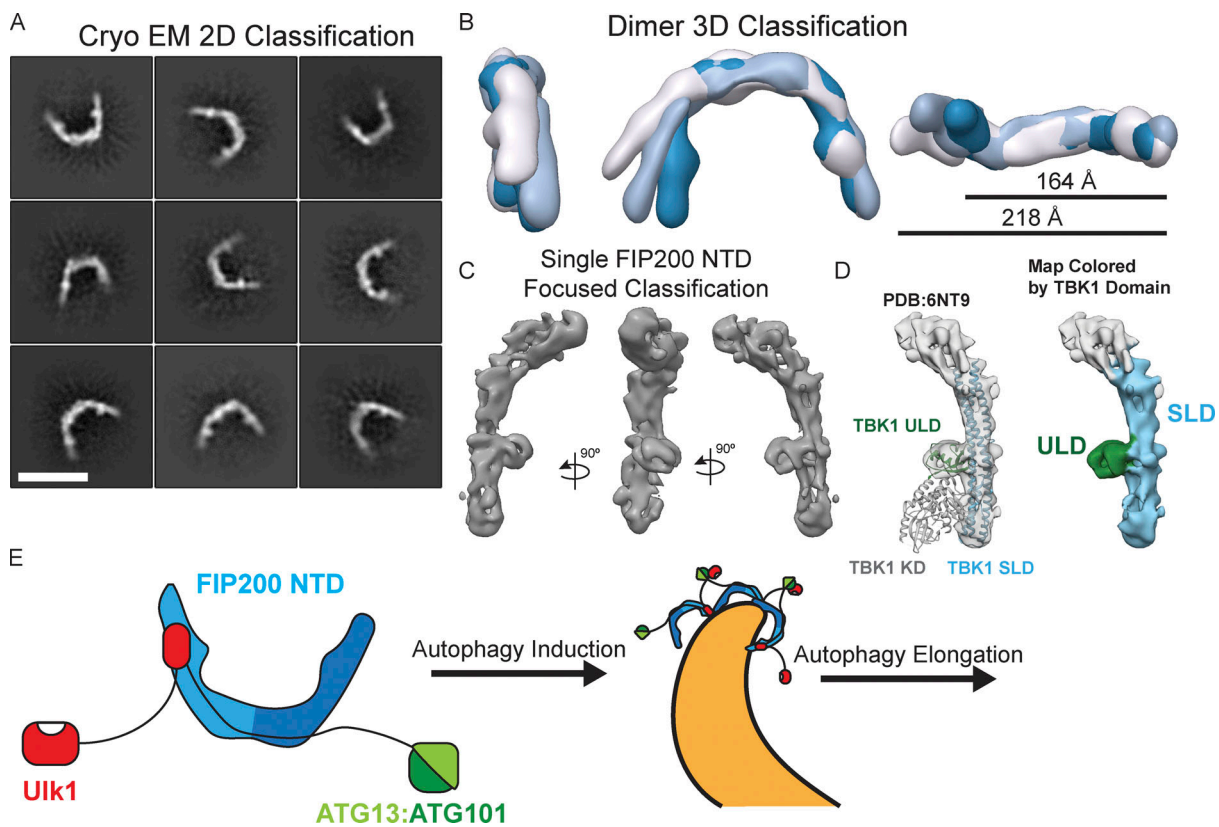 A
Cryo EM 2D Classification
B
Dimer 3D Classification
164 Å
218 Å
C
Single FIP200 NTD
Focused Classification
90º
90º
D
PDB:6NT9
TBK1 ULD
TBK1 KD
TBK1 SLD
Map Colored
by TBK1 Domain
SLD
ULD
E
FIP200 NTD
Ulk1
ATG13:ATG101
Autophagy Induction
Autophagy Elongation